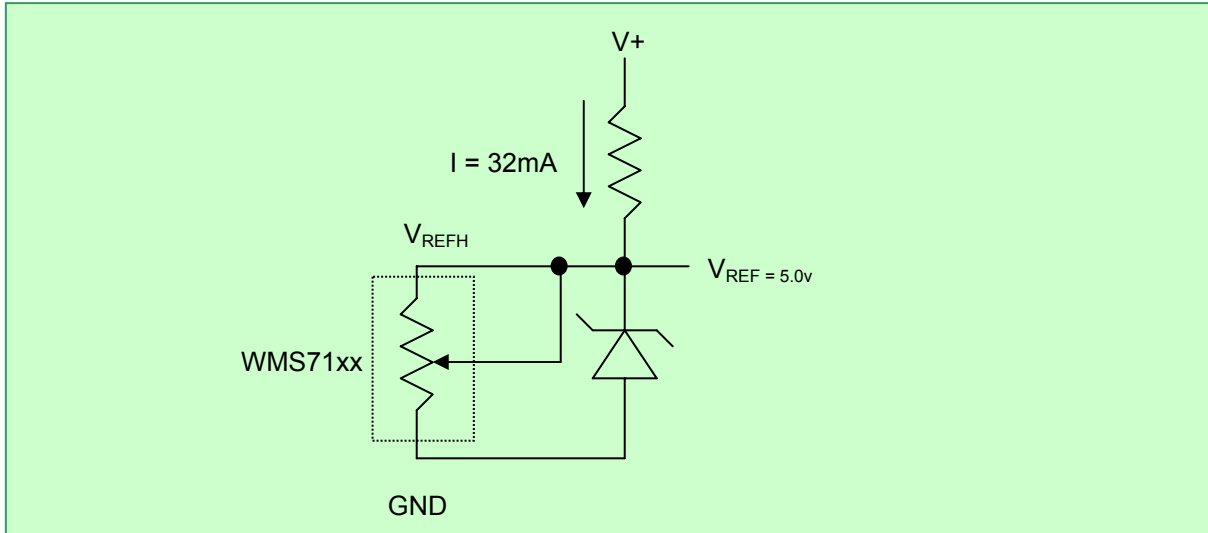 V+
I = 32mA
VREFH
VREF = 5.0v
WMS71xx
GND